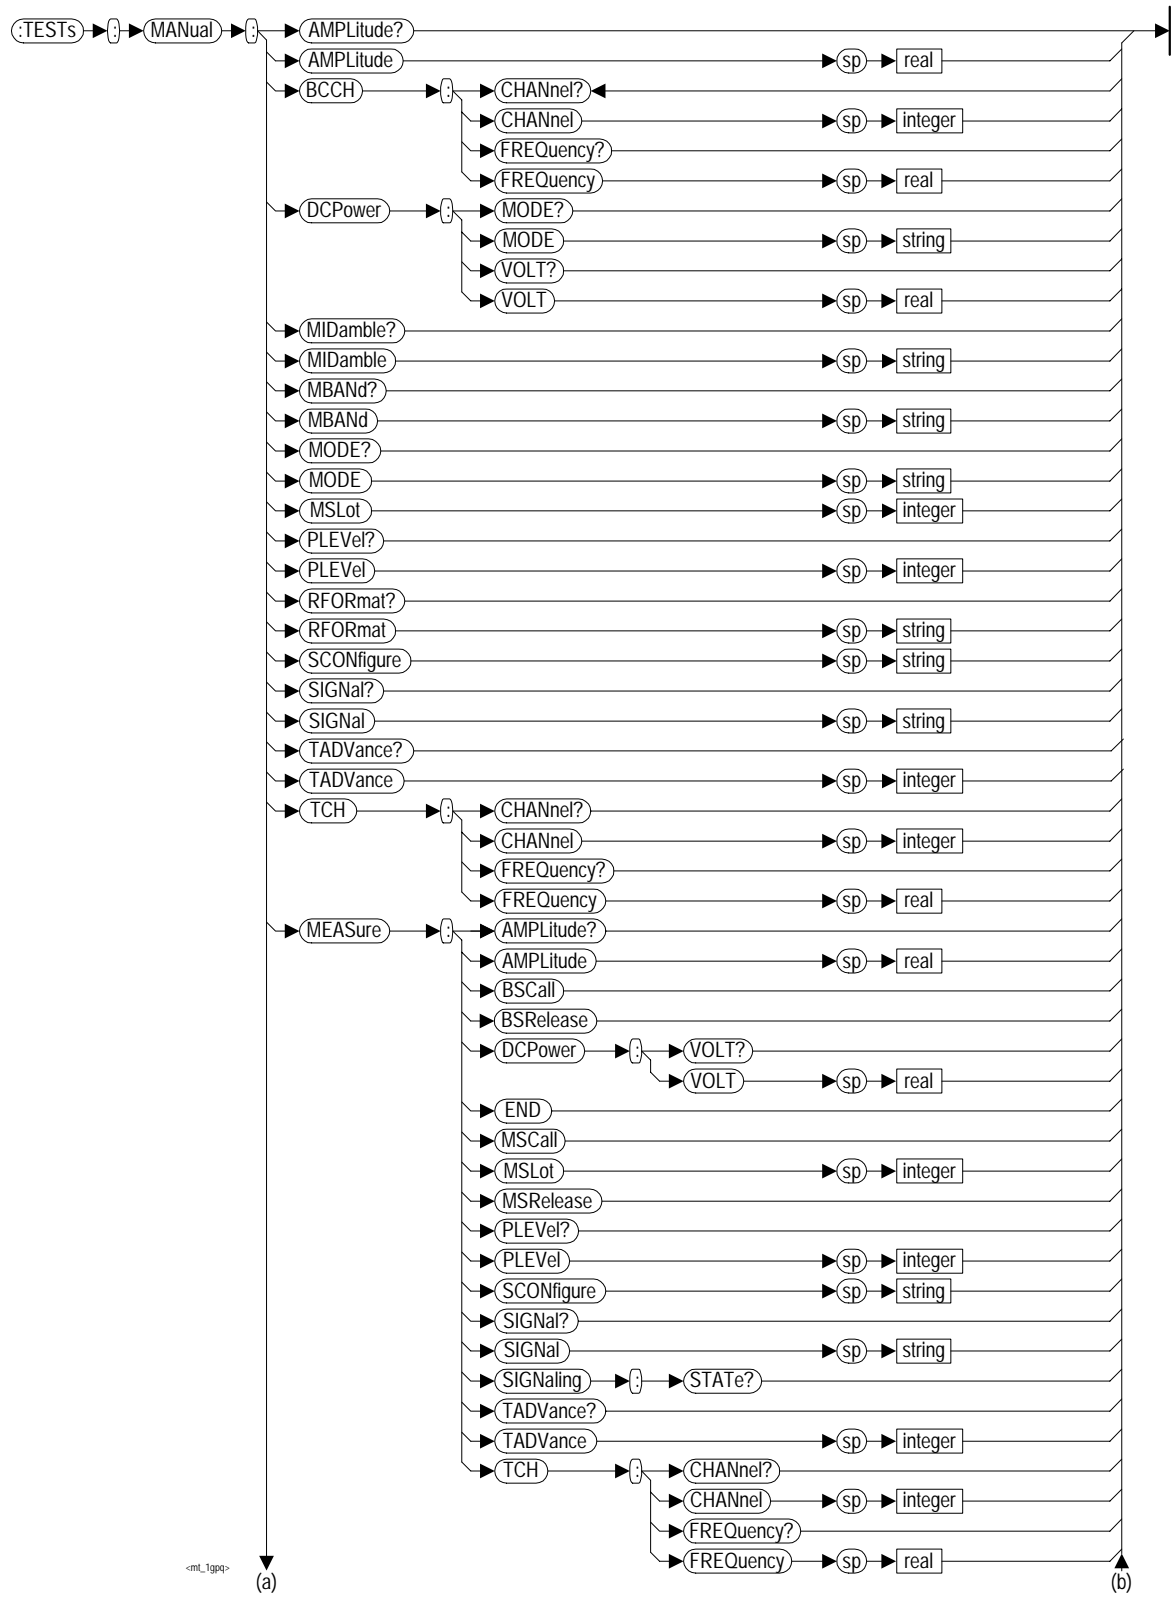 :TESTs : MANual : AMPLitude?
AMPLitude sp real
BCCH : CHANnel?
CHANnel sp integer
FREQuency?
FREQuency sp real
DCPower : MODE?
MODE sp string
VOLT?
VOLT sp real
MIDamble?
MIDamble sp string
MBANd?
MBANd sp string
MODE?
MODE sp string
MSLot sp integer
PLEVel?
PLEVel sp integer
RFORmat?
RFORmat sp string
SCONfigure sp string
SIGNal?
SIGNal sp string
TADVance?
TADVance sp integer
TCH : CHANnel?
CHANnel sp integer
FREQuency?
FREQuency sp real
MEASure : AMPLitude?
AMPLitude sp real
BSCall
BSRelease
DCPower : VOLT?
VOLT sp real
END
MSCall
MSLot sp integer
MSRelease
PLEVel?
PLEVel sp integer
SCONfigure sp string
SIGNal?
SIGNal sp string
SIGNaling : STATe?
TADVance?
TADVance sp integer
TCH : CHANnel?
CHANnel sp integer
FREQuency?
FREQuency sp real
<mt_1gpq>
(a) (b)